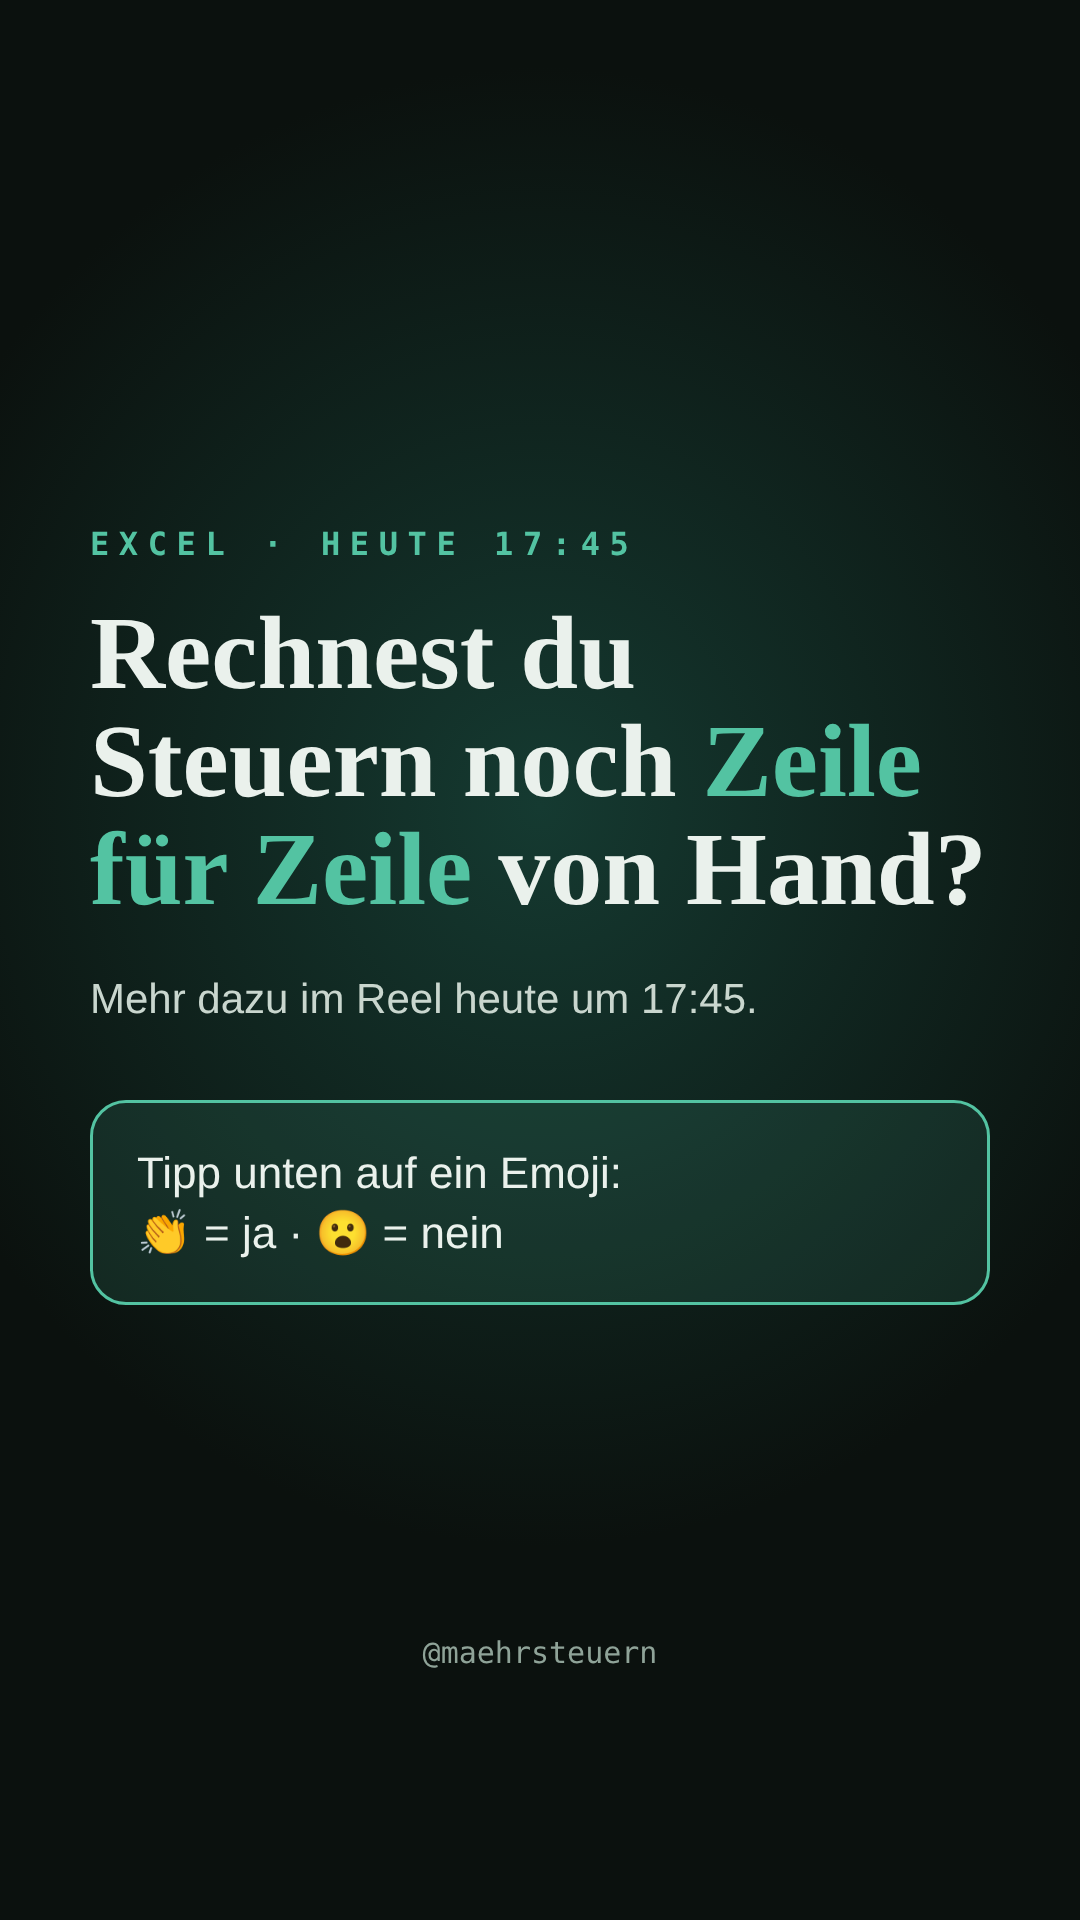 EXCEL · HEUTE 17:45
Rechnest du
Steuern noch Zeile
für Zeile von Hand?
Mehr dazu im Reel heute um 17:45.
Tipp unten auf ein Emoji:
👏 = ja · 😮 = nein
@maehrsteuern